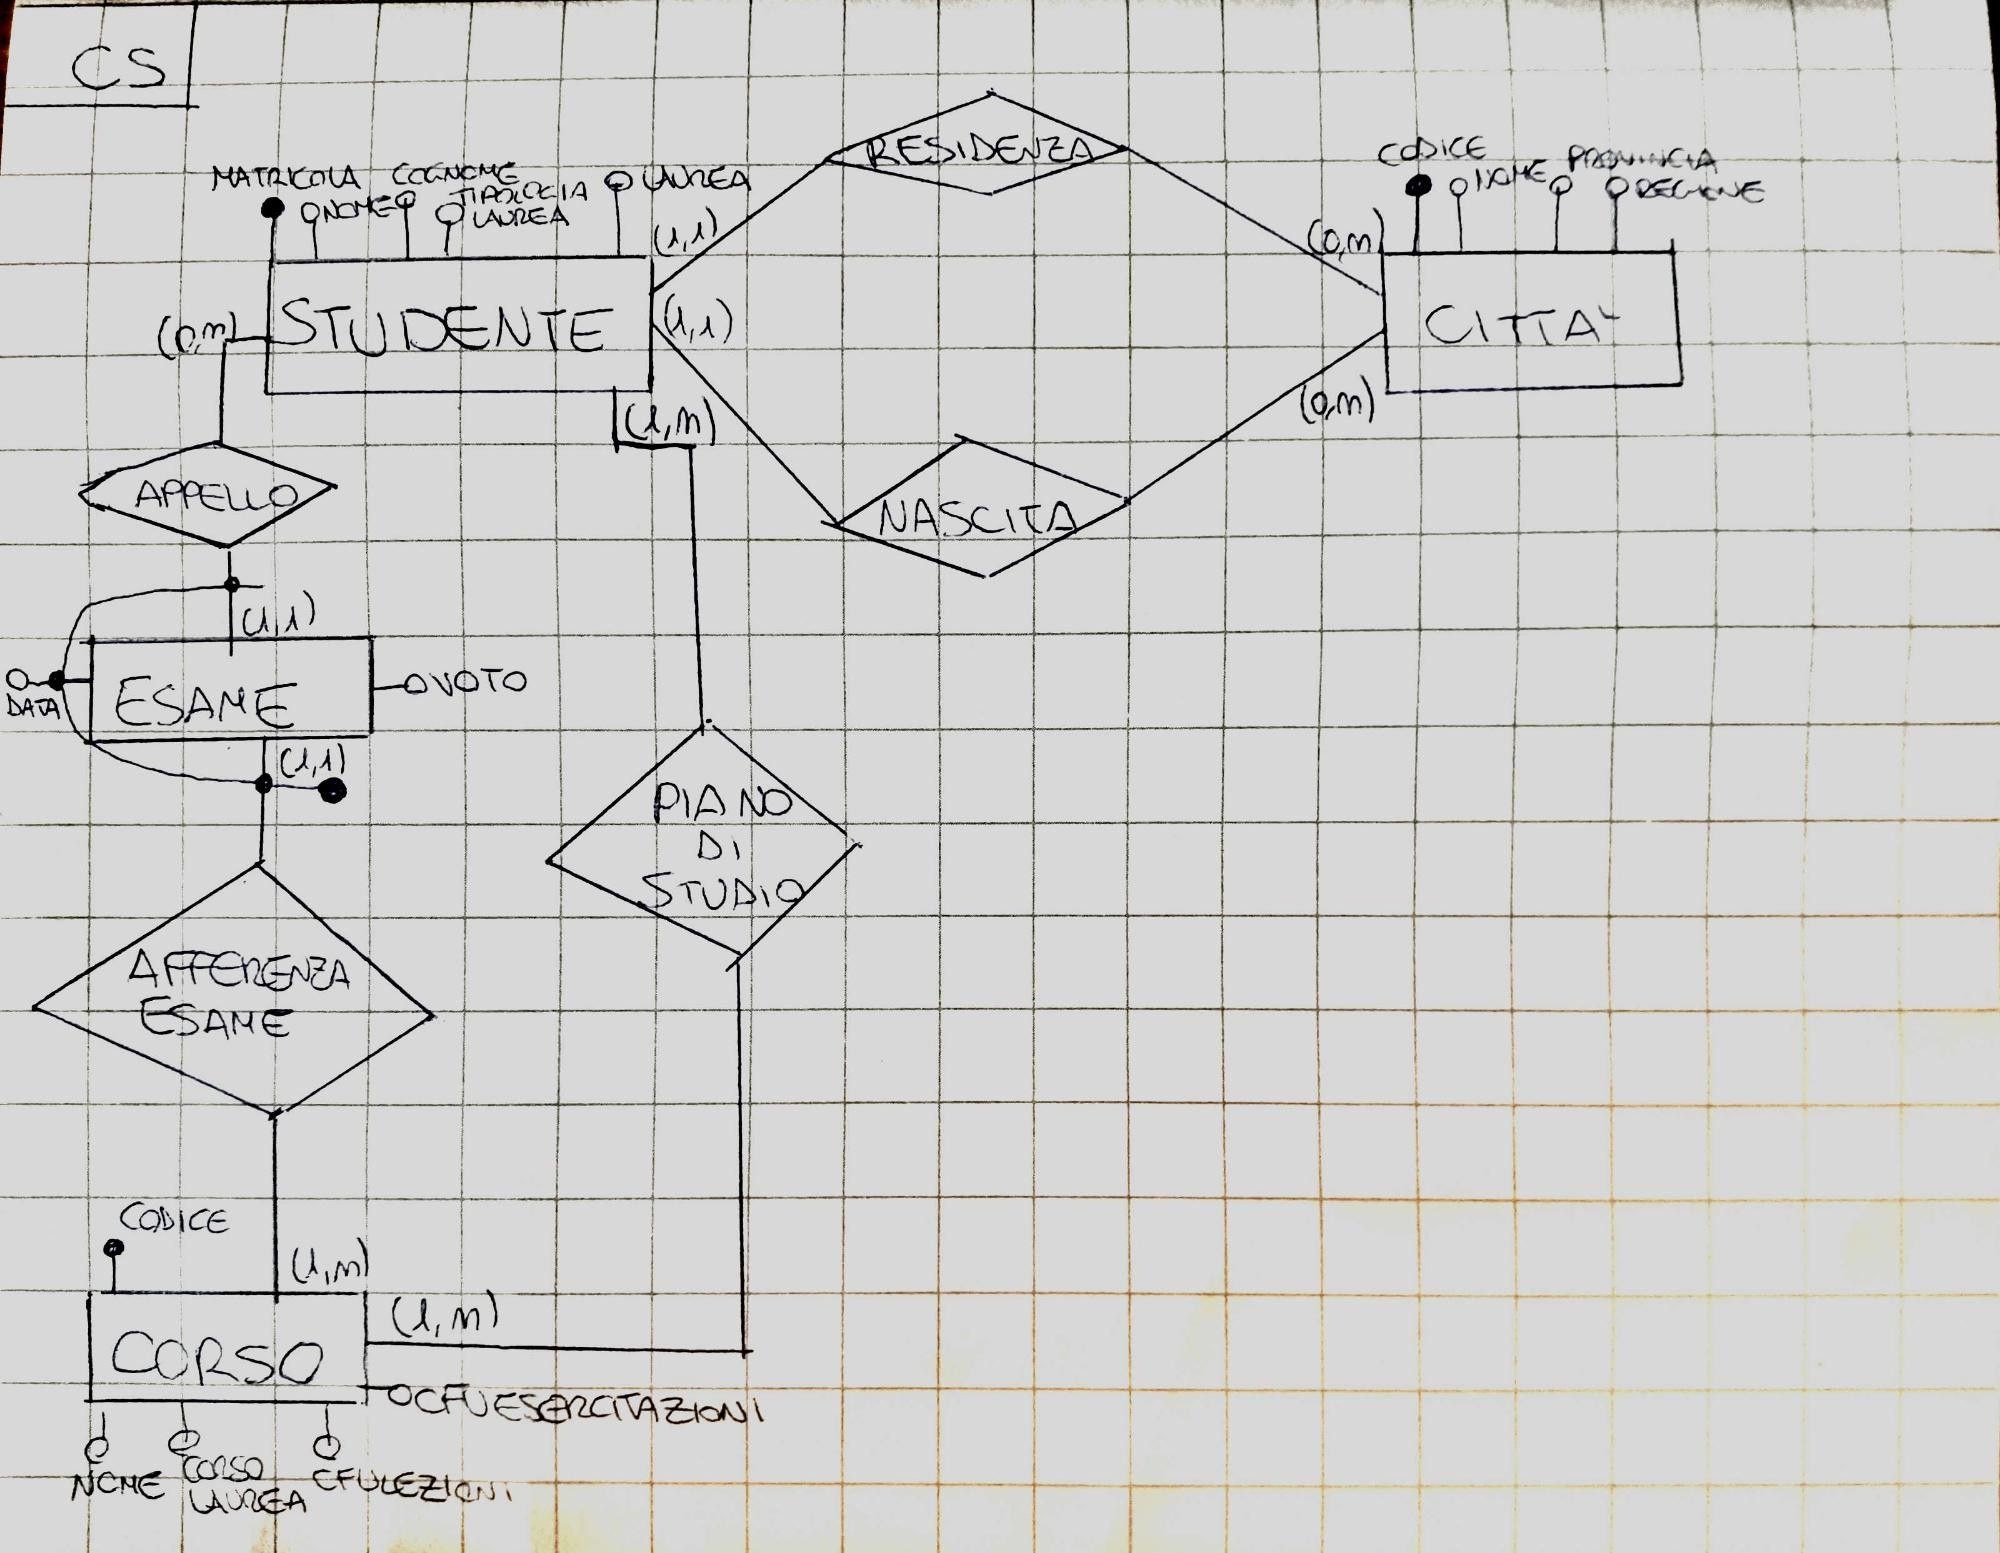 CS
RESIDENZA
MATRICOLA
NOME
COGNOME
TIPOLOGIA
LAUREA
LAUREA
(1,1)
CODICE
NOME
PROVINCIA
REGIONE
(0,n)
(0,n)
STUDENTE
(1,1)
CITTA'
(0,n)
(1,n)
APPELLO
NASCITA
(1,1)
DATA
ESAME
VOTO
(1,1)
PIANO
DI
STUDIO
AFFERENZA
ESAME
CODICE
(1,n)
(1,n)
CORSO
CFUESERCITAZIONI
NOME
CORSO
LAUREA
CFULEZIONI